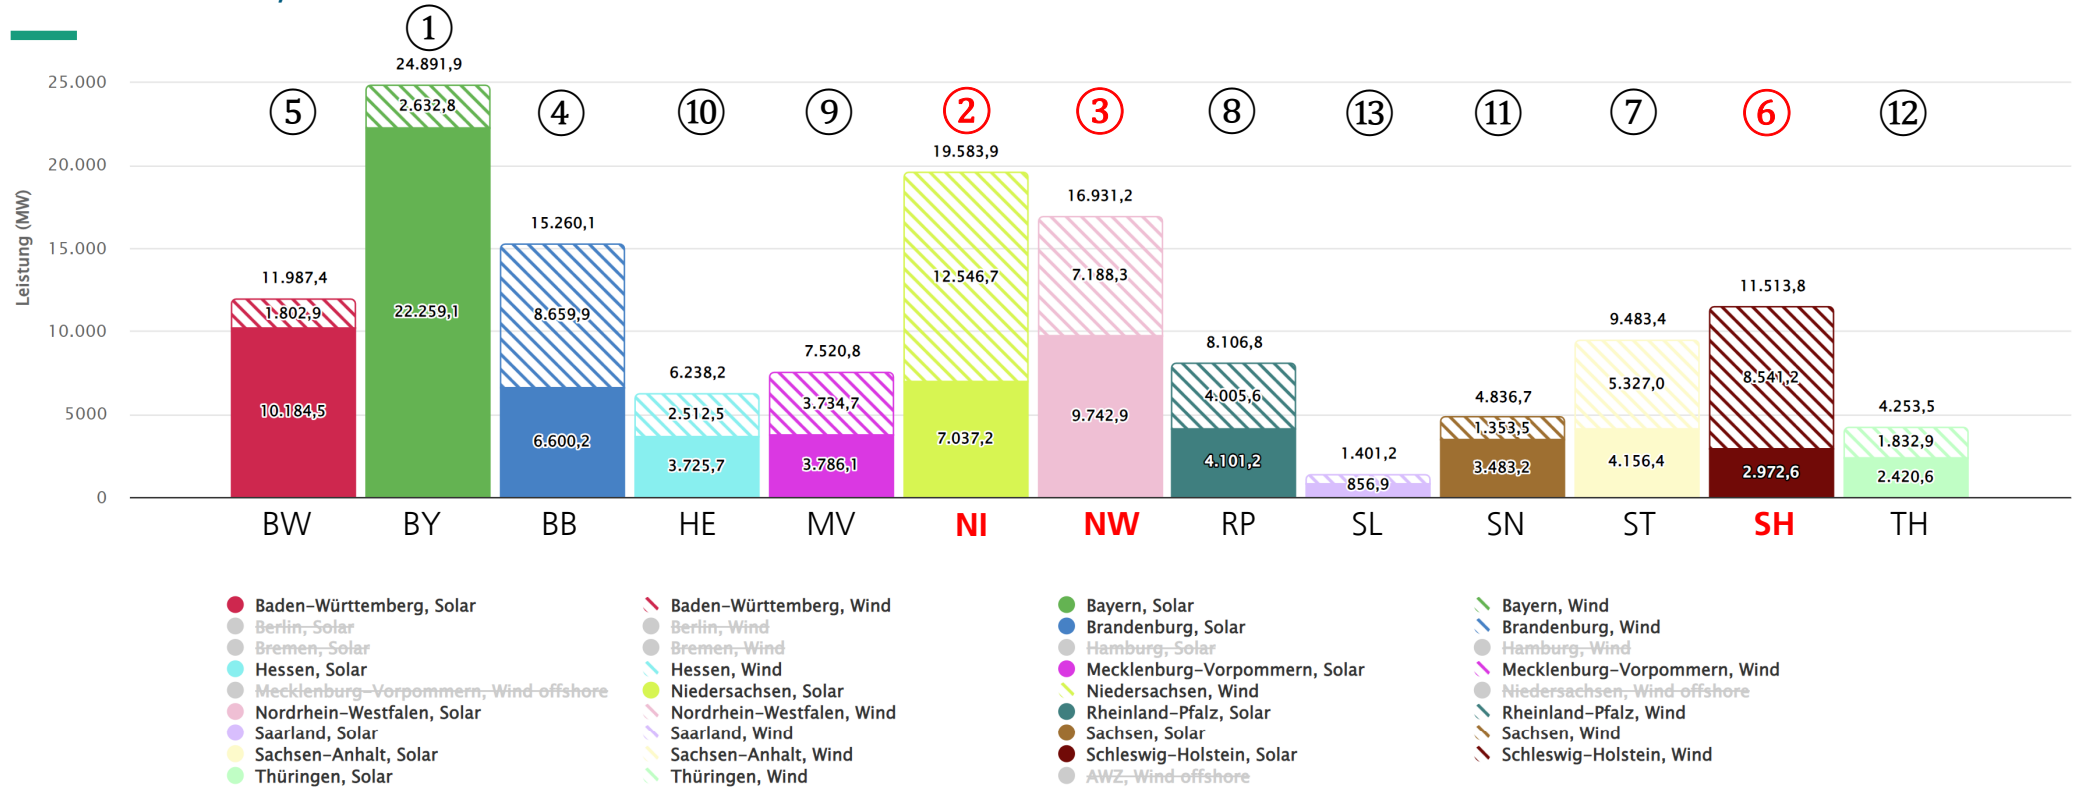 ①
24.891,9
25.000
⑤ 2.632,8 ④ ⑩ ⑨ ② ③ ⑧ ⑬ ⑪ ⑦ ⑥ ⑫
19.583,9
20.000
16.931,2
15.260,1
15.000
11.987,4 12.546,7 7.188,3 11.513,8
1.802,9 22.259,1 8.659,9 9.483,4
10.000
7.520,8 8.106,8
6.238,2 8.541,2
3.734,7 4.005,6 5.327,0
10.184,5 2.512,5 9.742,9 4.836,7 4.253,5
5000
6.600,2 7.037,2 1.353,5 1.832,9
3.725,7 3.786,1 4.101,2 1.401,2 3.483,2 4.156,4 2.972,6 2.420,6
856,9
0
Leistung (MW)
BW BY BB HE MV NI NW RP SL SN ST SH TH
Baden-Württemberg, Solar Baden-Württemberg, Wind Bayern, Solar Bayern, Wind
Berlin, Solar Berlin, Wind Brandenburg, Solar Brandenburg, Wind
Bremen, Solar Bremen, Wind Hamburg, Solar Hamburg, Wind
Hessen, Solar Hessen, Wind Mecklenburg-Vorpommern, Solar Mecklenburg-Vorpommern, Wind
Mecklenburg-Vorpommern, Wind offshore Niedersachsen, Solar Niedersachsen, Wind Niedersachsen, Wind offshore
Nordrhein-Westfalen, Solar Nordrhein-Westfalen, Wind Rheinland-Pfalz, Solar Rheinland-Pfalz, Wind
Saarland, Solar Saarland, Wind Sachsen, Solar Sachsen, Wind
Sachsen-Anhalt, Solar Sachsen-Anhalt, Wind Schleswig-Holstein, Solar Schleswig-Holstein, Wind
Thüringen, Solar Thüringen, Wind AWZ, Wind offshore